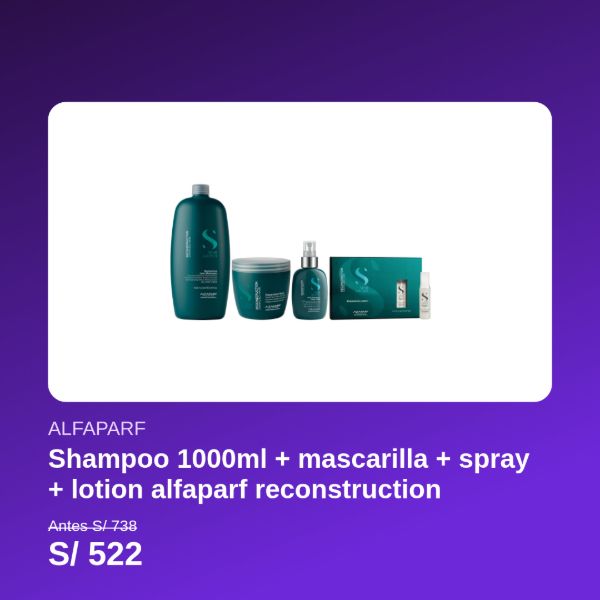 ALFAPARF
Shampoo 1000ml + mascarilla + spray
+ lotion alfaparf reconstruction
Antes S/ 738
S/ 522